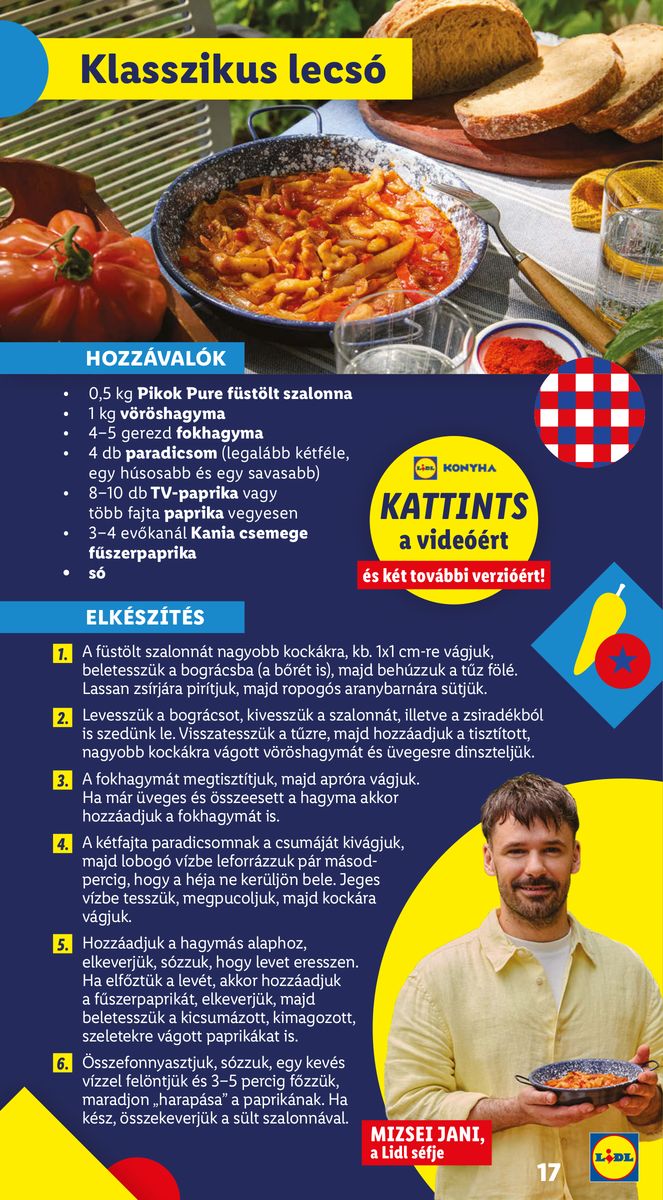 Klasszikus lecsó
HOZZÁVALÓK
• 0,5 kg Pikok Pure füstölt szalonna
• 1 kg vöröshagyma
• 4–5 gerezd fokhagyma
• 4 db paradicsom (legalább kétféle,
egy húsosabb és egy savasabb)
• 8–10 db TV-paprika vagy
több fajta paprika vegyesen
• 3–4 evőkanál Kania csemege
fűszerpaprika
• só
LIDL KONYHA
KATTINTS
a videóért
és két további verzióért!
ELKÉSZÍTÉS
1. A füstölt szalonnát nagyobb kockákra, kb. 1x1 cm-re vágjuk,
beletesszük a bográcsba (a bőrét is), majd behúzzuk a tűz fölé.
Lassan zsírjára pirítjuk, majd ropogós aranybarnára sütjük.
2. Levesszük a bográcsot, kivesszük a szalonnát, illetve a zsiradékból
is szedünk le. Visszatesszük a tűzre, majd hozzáadjuk a tisztított,
nagyobb kockákra vágott vöröshagymát és üvegesre dinszteljük.
3. A fokhagymát megtisztítjuk, majd apróra vágjuk.
Ha már üveges és összeesett a hagyma akkor
hozzáadjuk a fokhagymát is.
4. A kétfajta paradicsomnak a csumáját kivágjuk,
majd lobogó vízbe leforrázzuk pár másod-
percig, hogy a héja ne kerüljön bele. Jeges
vízbe tesszük, megpucoljuk, majd kockára
vágjuk.
5. Hozzáadjuk a hagymás alaphoz,
elkeverjük, sózzuk, hogy levet eresszen.
Ha elfőztük a levét, akkor hozzáadjuk
a fűszerpaprikát, elkeverjük, majd
beletesszük a kicsumázott, kimagozott,
szeletekre vágott paprikákat is.
6. Összefonnyasztjuk, sózzuk, egy kevés
vízzel felöntjük és 3–5 percig főzzük,
maradjon „harapása” a paprikának. Ha
kész, összekeverjük a sült szalonnával.
MIZSEI JANI,
a Lidl séfje
17
LIDL